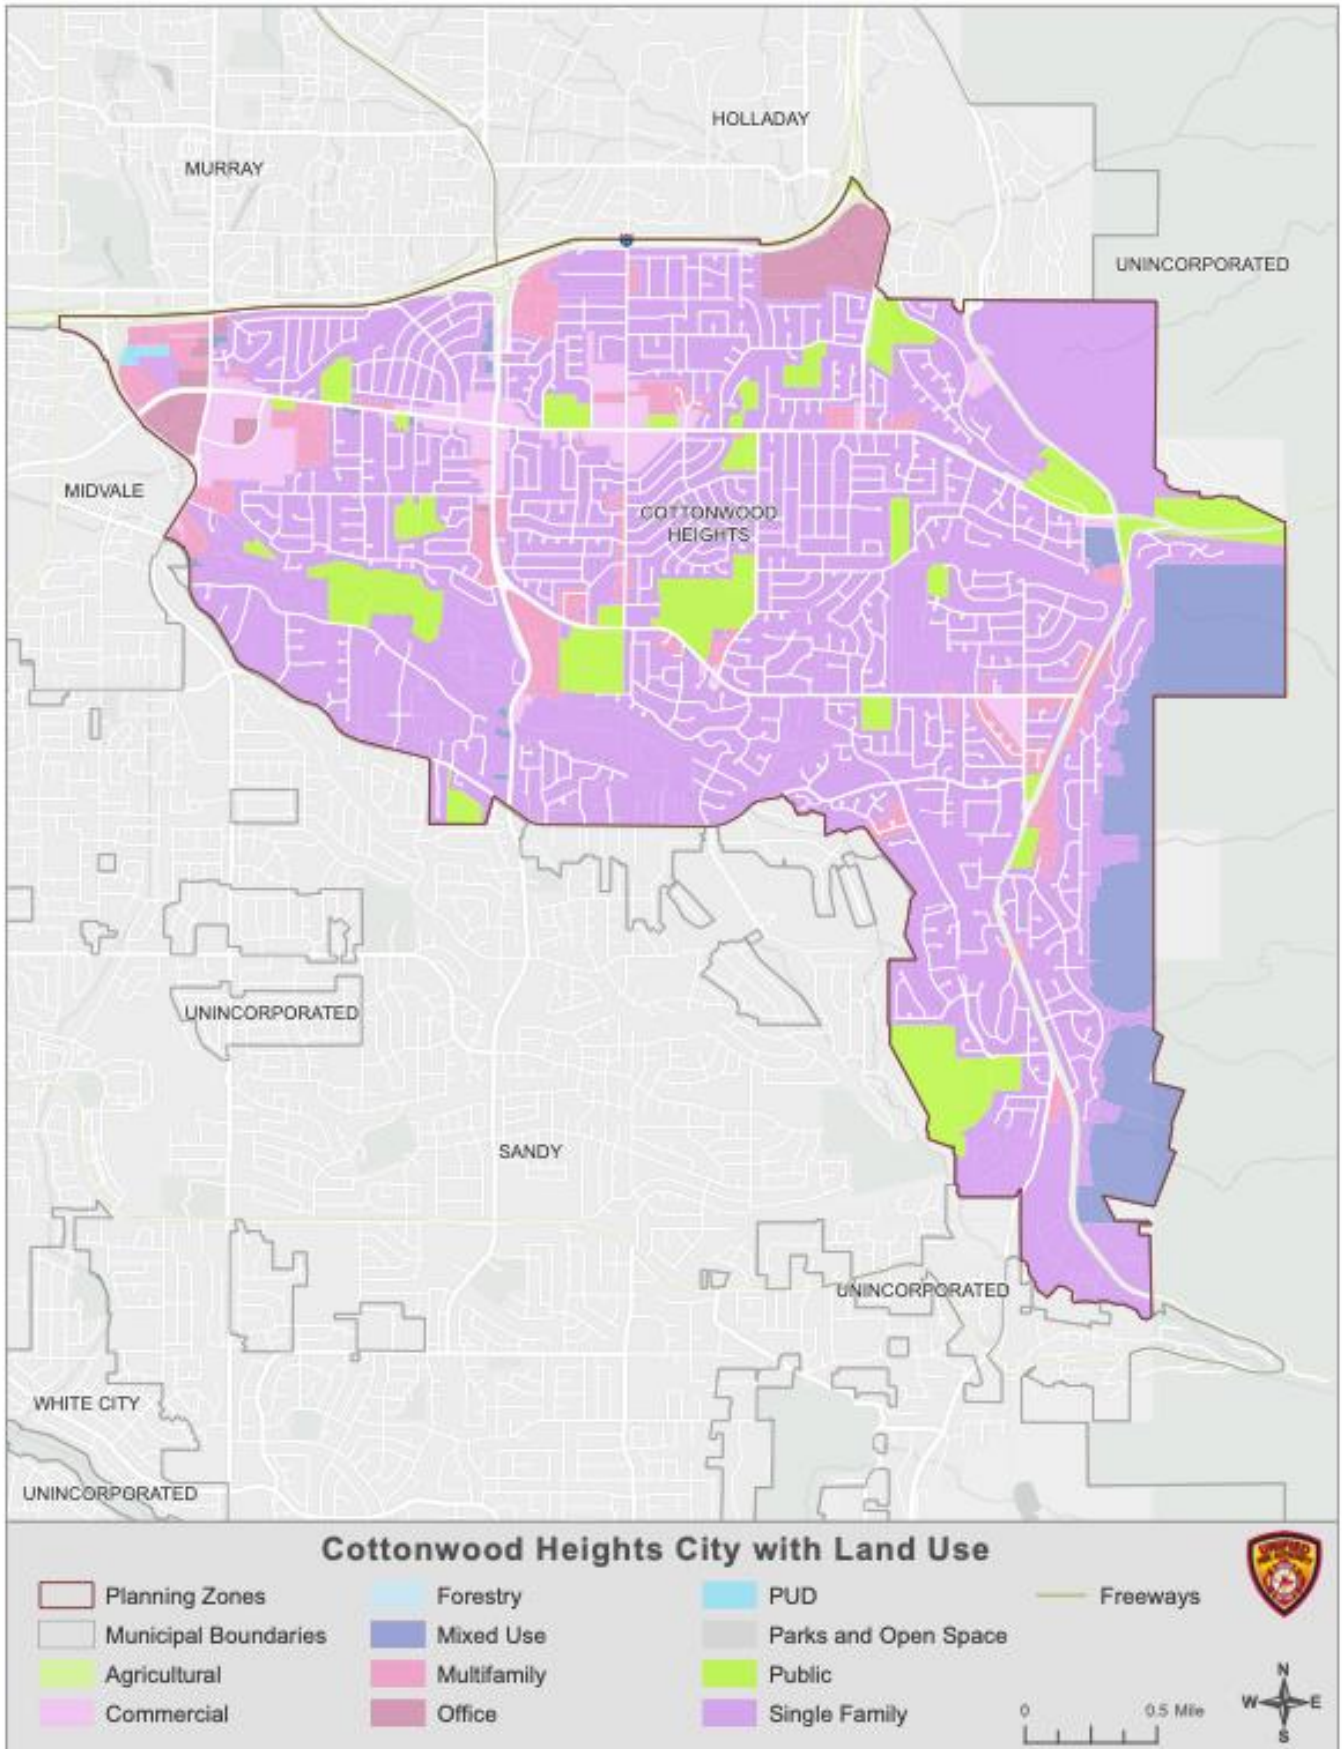 HOLLADAY
MURRAY
UNINCORPORATED
MIDVALE
COTTONWOOD
HEIGHTS
UNINCORPORATED
SANDY
UNINCORPORATED
WHITE CITY
UNINCORPORATED
Cottonwood Heights City with Land Use
Planning Zones
Municipal Boundaries
Agricultural
Commercial
Forestry
Mixed Use
Multifamily
Office
PUD
Parks and Open Space
Public
Single Family
Freeways
0 0.5 Mile
UNIFIED
N
W E
S